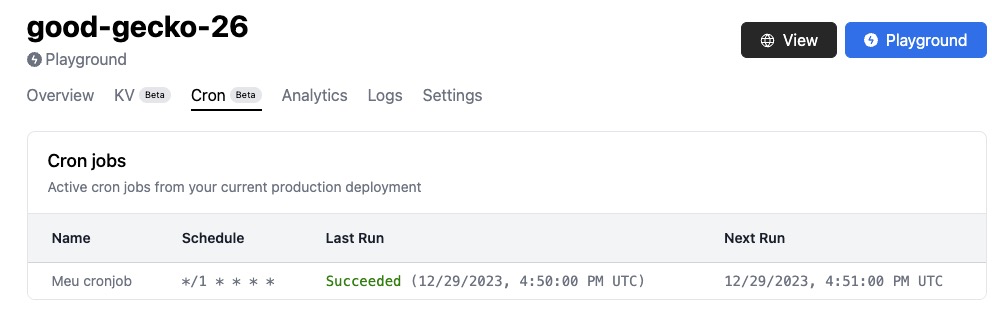 good-gecko-26
View
Playground
Playground
Overview KV Beta Cron Beta Analytics Logs Settings
Cron jobs
Active cron jobs from your current production deployment
Name Schedule Last Run Next Run
Meu cronjob */1 * * * * Succeeded (12/29/2023, 4:50:00 PM UTC) 12/29/2023, 4:51:00 PM UTC